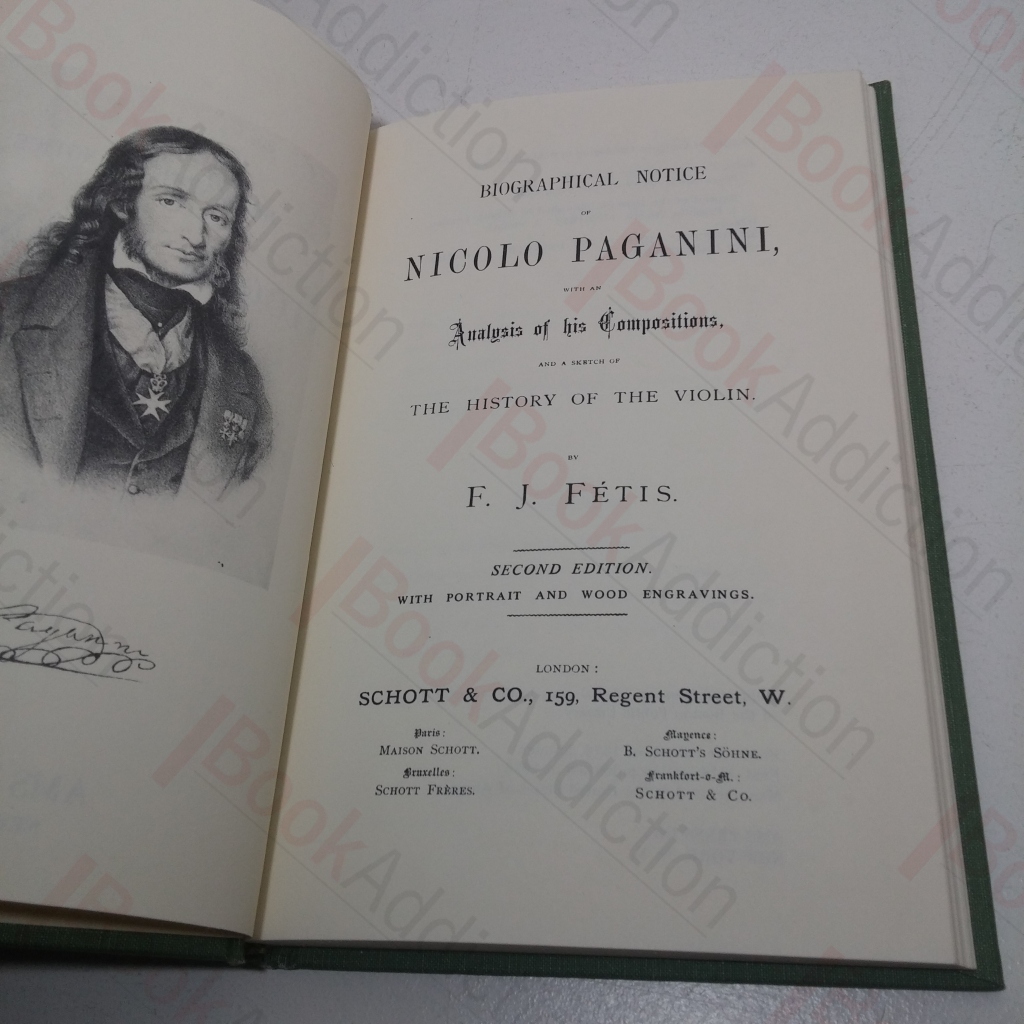 Paganini
BIOGRAPHICAL NOTICE
OF
NICOLO PAGANINI,
WITH AN
Analysis of his Compositions,
AND A SKETCH OF
THE HISTORY OF THE VIOLIN.
BY
F. J. FÉTIS.
SECOND EDITION.
WITH PORTRAIT AND WOOD ENGRAVINGS.
LONDON:
SCHOTT & CO., 159, Regent Street, W.
Paris:
MAISON SCHOTT.
Bruxelles:
SCHOTT FRÈRES.
Mayence:
B. SCHOTT'S SÖHNE.
Frankfort-o-M.:
SCHOTT & CO.
BookAddiction